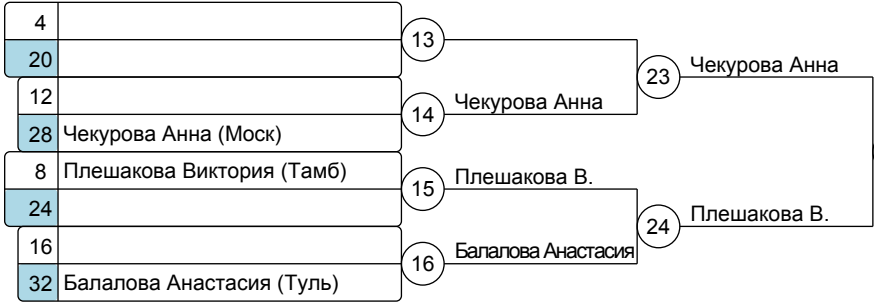 4
20
13
12
28 Чекурова Анна (Моск)
14
Чекурова Анна
23
Чекурова Анна
8 Плешакова Виктория (Тамб)
24
15
Плешакова В.
16
32 Балалова Анастасия (Туль)
16
Балалова Анастасия
24
Плешакова В.